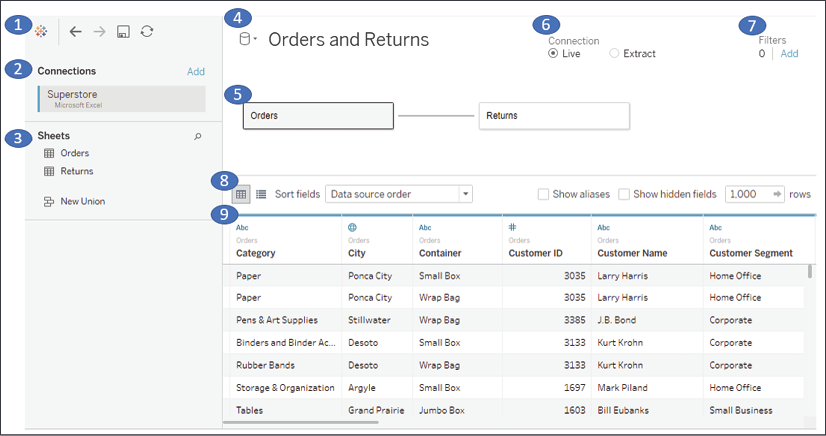 1
2
Connections
Add
Superstore
Microsoft Excel
3
Sheets
Orders
Returns
New Union
4
Orders and Returns
6
Connection
Live Extract
7
Filters
0 Add
5
Orders
Returns
8
Sort fields Data source order Show aliases Show hidden fields 1,000 rows
9
Abc Abc # Abc Abc
Orders Orders Orders Orders Orders Orders
Category City Container Customer ID Customer Name Customer Segment
Paper Ponca City Small Box 3035 Larry Harris Home Office
Paper Ponca City Wrap Bag 3035 Larry Harris Home Office
Pens & Art Supplies Stillwater Wrap Bag 3385 J.B. Bond Corporate
Binders and Binder Ac... Desoto Small Box 3133 Kurt Krohn Corporate
Rubber Bands Desoto Wrap Bag 3133 Kurt Krohn Corporate
Storage & Organization Argyle Small Box 1697 Mark Piland Home Office
Tables Grand Prairie Jumbo Box 1603 Bill Eubanks Small Business